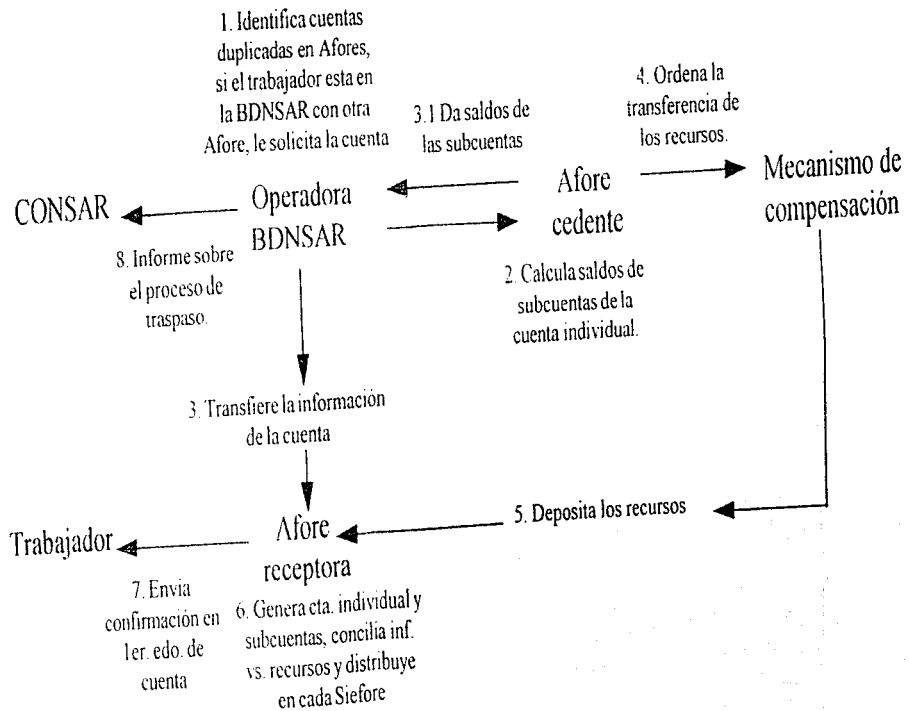 1. Identifica cuentas
duplicadas en Afores,
si el trabajador esta en
la BDNSAR con otra
Afore, le solicita la cuenta
3.1 Da saldos de
las subcuentas
4. Ordena la
transferencia de
los recursos.
CONSAR
Operadora
BDNSAR
Afore
cedente
Mecanismo de
compensación
8. Informe sobre
el proceso de
traspaso.
2. Calcula saldos de
subcuentas de la
cuenta individual.
3. Transfiere la información
de la cuenta
5. Deposita los recursos
Trabajador
Afore
receptora
7. Envia
confirmación en
1er. edo. de
cuenta
6. Genera cta. individual y
subcuentas, concilia inf.
vs. recursos y distribuye
en cada Siefore